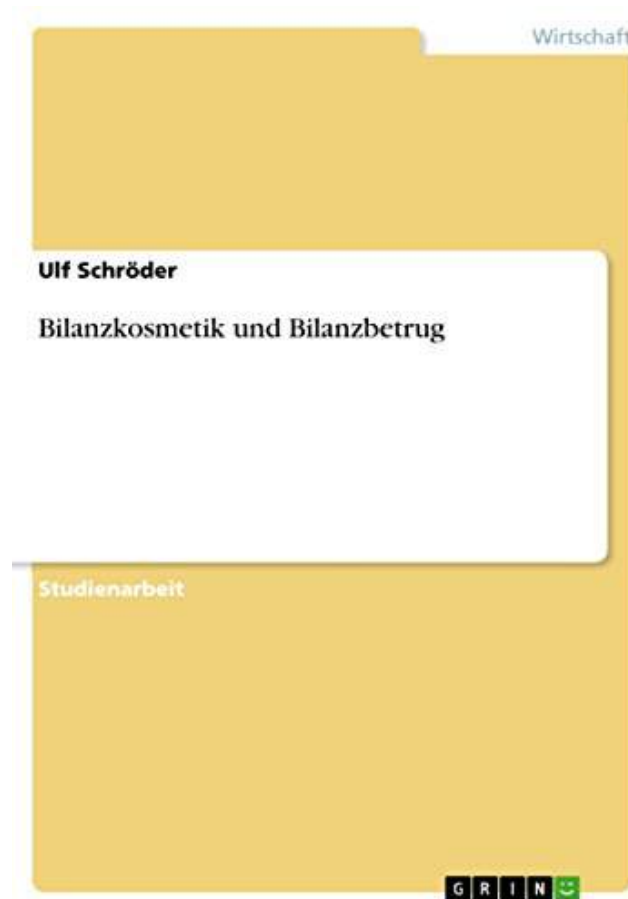 Wirtschaft
Ulf Schröder
Bilanzkosmetik und Bilanzbetrug
Studienarbeit
GRIN